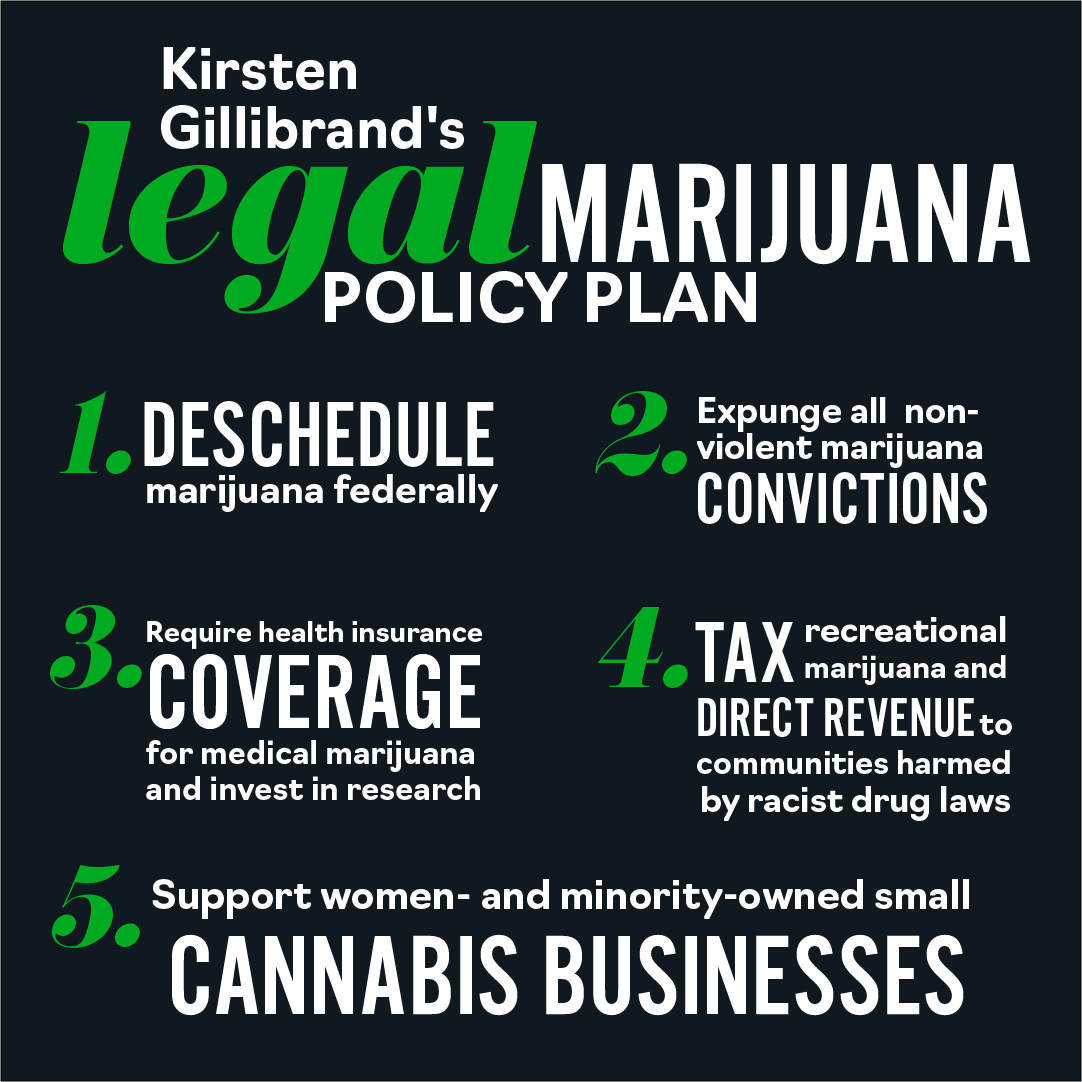 Kirsten
Gillibrand's
legal MARIJUANA
POLICY PLAN
1. DESCHEDULE
marijuana federally
2. Expunge all non-
violent marijuana
CONVICTIONS
3. Require health insurance
COVERAGE
for medical marijuana
and invest in research
4. TAX recreational
marijuana and
DIRECT REVENUE to
communities harmed
by racist drug laws
5. Support women- and minority-owned small
CANNABIS BUSINESSES